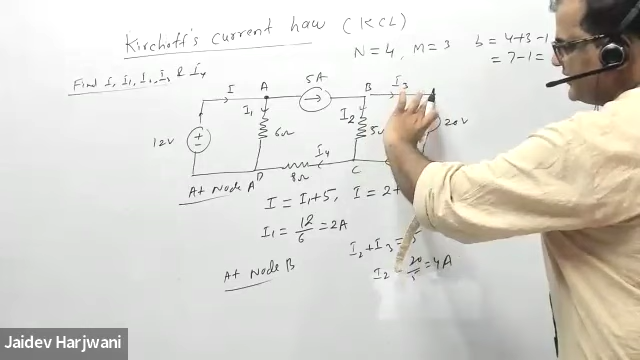 Kirchoff's Current Law (KCL)
N=4, M=3 b = 4+3-1
= 7-1 =
Find I, I₁, I₂, I₃ & I₄
I A 5A B I₃
I₁ I₂
12V + - 6Ω 5Ω 20V
I₄
D 8Ω C
At Node A
I = I₁+5, I = 2+
I₁ = 12/6 = 2A
I₂+I₃ = 5
At Node B
I₂ = 20/5 = 4A
Jaidev Harjwani